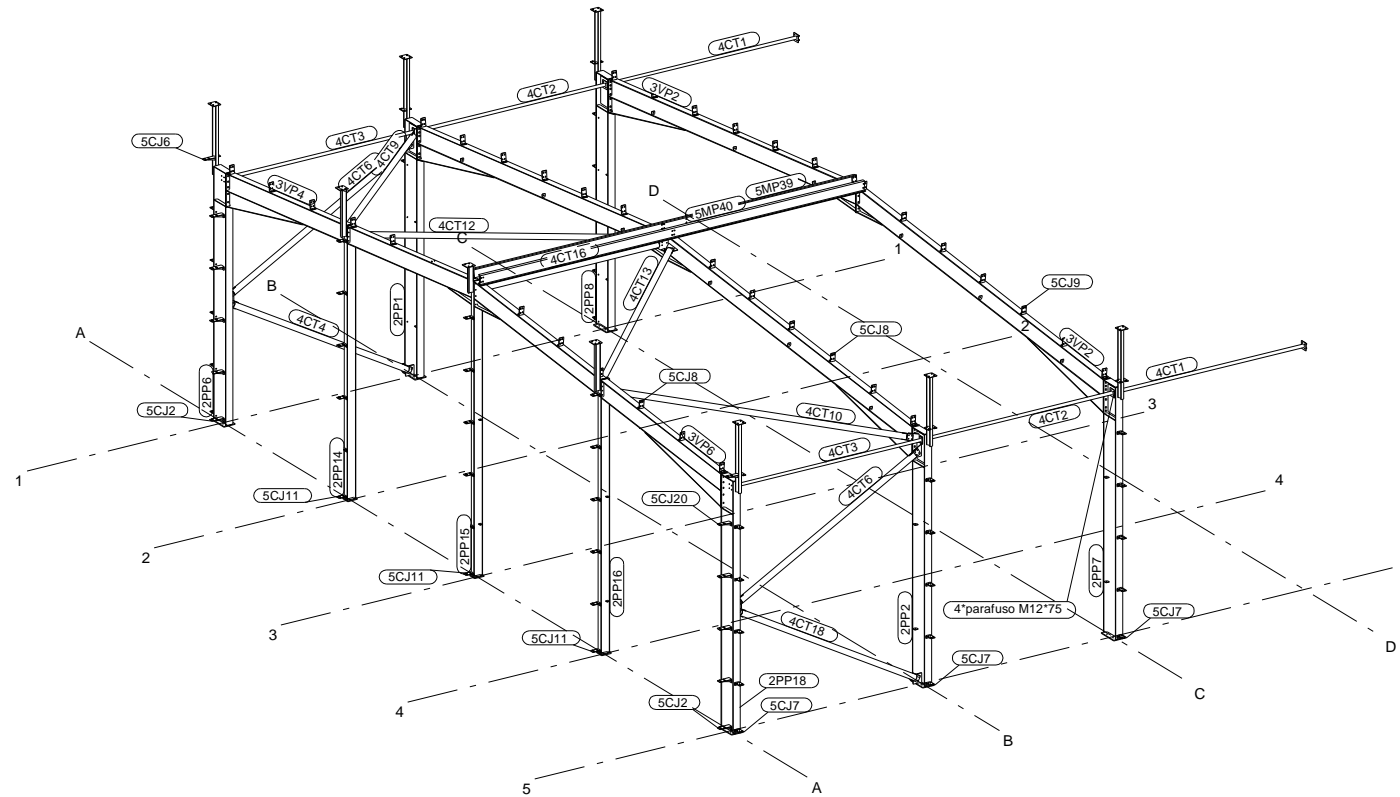 4CT1
4CT2
3VP2
5CJ6
4CT3
4CT9
4CT6
3VP4
5MP39
D
5MP40
4CT12
C
4CT16
1
4CT13
B
2PP1
2PP8
4CT4
5CJ9
2
A
5CJ8
3VP2
4CT1
5CJ8
2PP6
5CJ2
4CT10
4CT2
3
4CT3
3VP6
4CT6
1
2PP14
5CJ11
5CJ20
4
2
2PP15
5CJ11
2PP16
2PP7
4*parafuso M12*75
2PP2
3
5CJ11
4CT18
5CJ7
D
5CJ7
2PP18
C
4
5CJ2
5CJ7
B
5
A